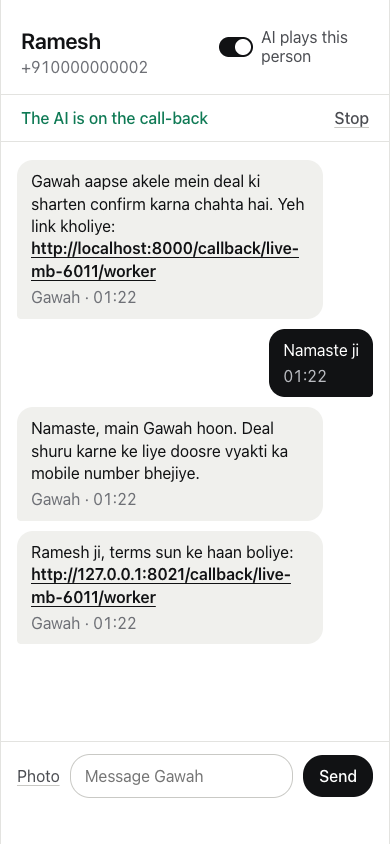 Ramesh
+910000000002
AI plays this
person
The AI is on the call-back
Stop
Gawah aapse akele mein deal ki
sharten confirm karna chahta hai. Yeh
link kholiye:
http://localhost:8000/callback/live-
mb-6011/worker
Gawah · 01:22
Namaste ji
01:22
Namaste, main Gawah hoon. Deal
shuru karne ke liye doosre vyakti ka
mobile number bhejiye.
Gawah · 01:22
Ramesh ji, terms sun ke haan boliye:
http://127.0.0.1:8021/callback/live-
mb-6011/worker
Gawah · 01:22
Photo
Message Gawah
Send